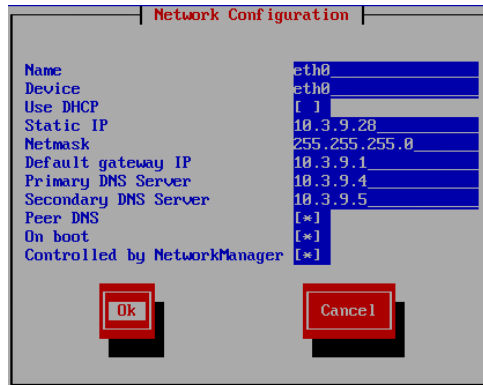 Network Configuration
Name eth0
Device eth0
Use DHCP [ ]
Static IP 10.3.9.28
Netmask 255.255.255.0
Default gateway IP 10.3.9.1
Primary DNS Server 10.3.9.4
Secondary DNS Server 10.3.9.5
Peer DNS [*]
On boot [*]
Controlled by NetworkManager [*]
Ok Cancel